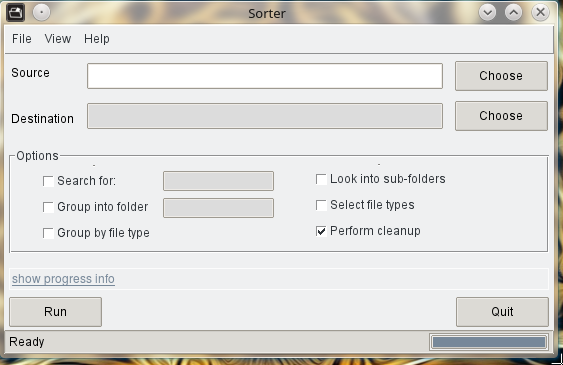 Sorter
File View Help
Source
Choose
Destination
Choose
Options
Search for:
Look into sub-folders
Group into folder
Select file types
Group by file type
Perform cleanup
show progress info
Run
Quit
Ready